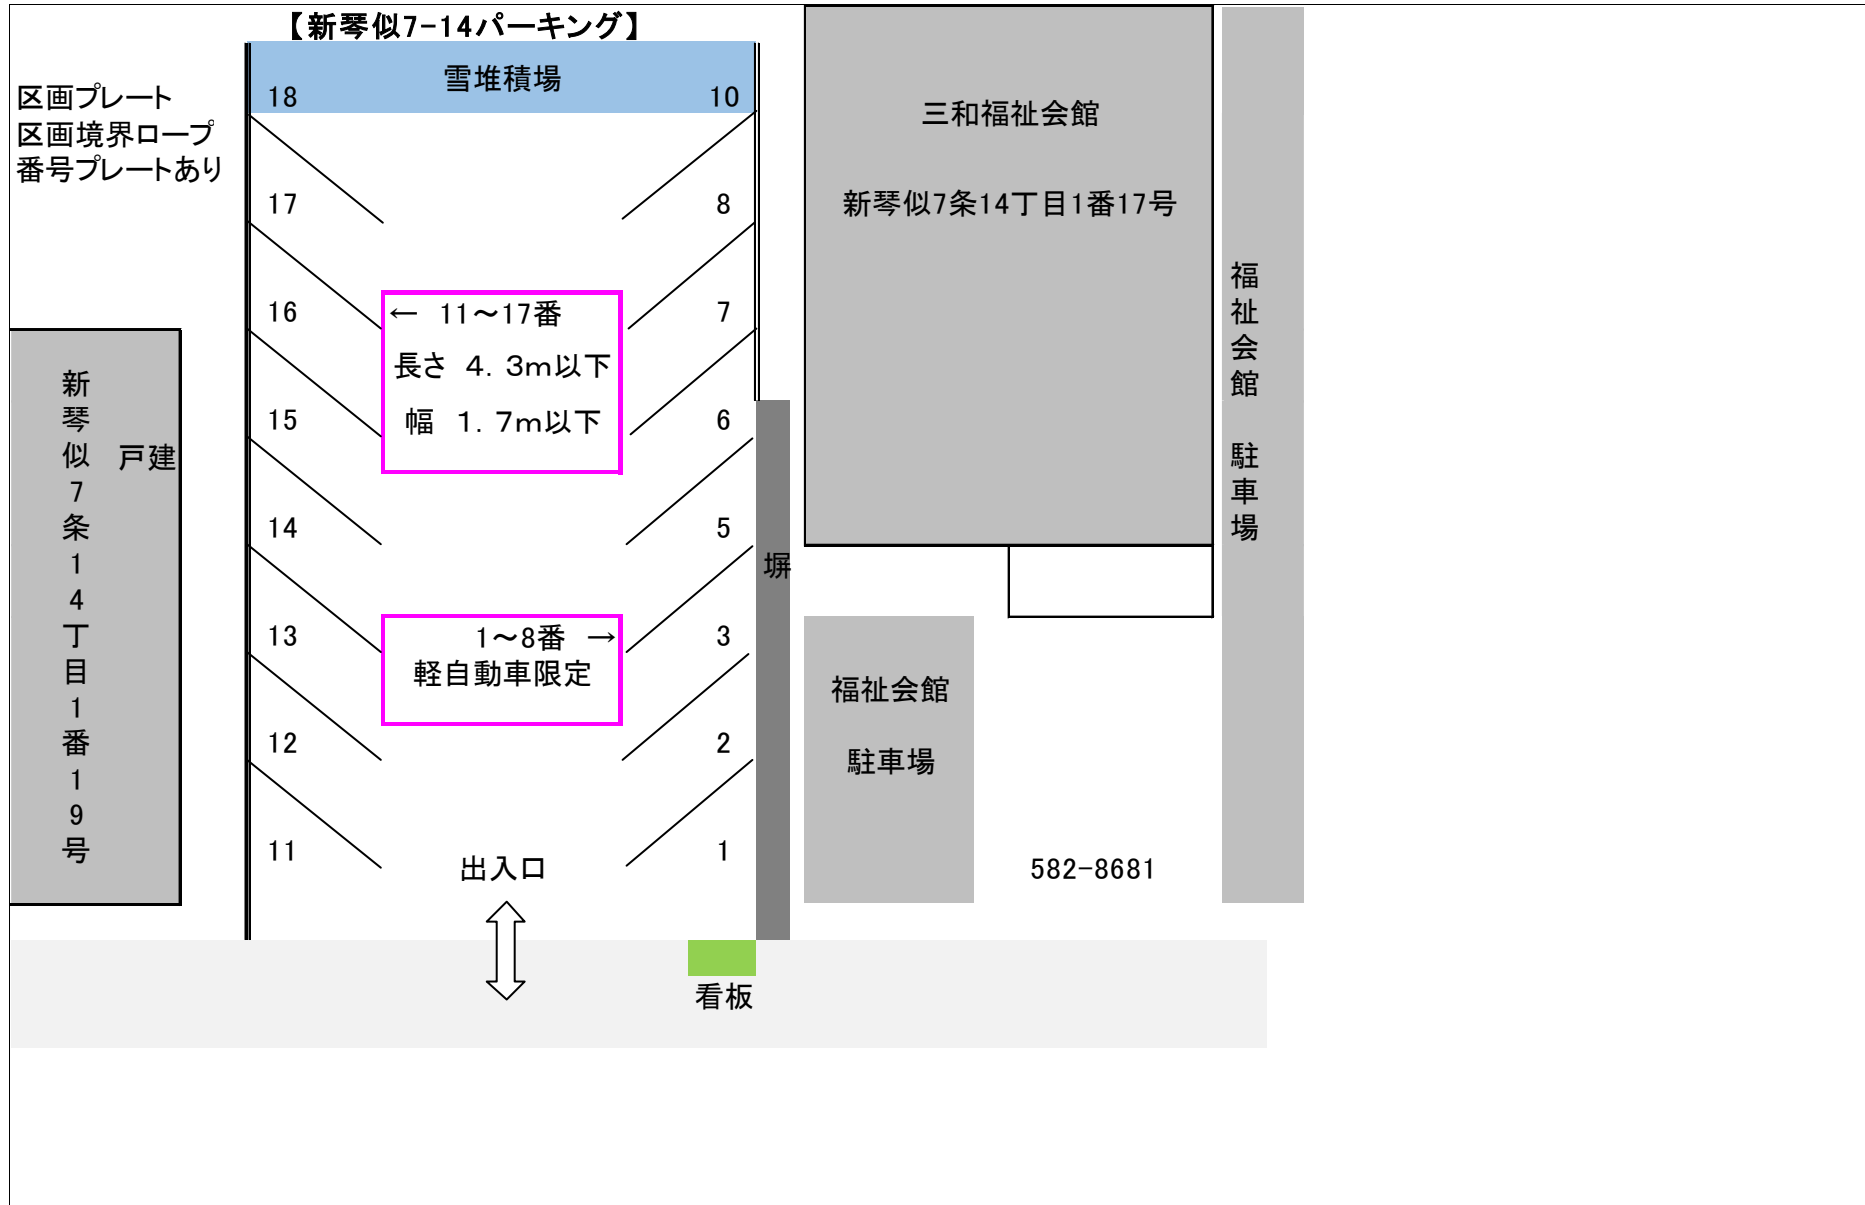 【新琴似7-14パーキング】
雪堆積場
18
10
区画プレート
区画境界ロープ
番号プレートあり
三和福祉会館
新琴似7条14丁目1番17号
17
8
16
7
← 11～17番
長さ 4．3ｍ以下
幅 1．7ｍ以下
15
6
14
5
13
3
1～8番 →
軽自動車限定
12
2
11
1
新琴似7条14丁目1番19号
戸建
塀
福祉会館 駐車場
福祉会館
駐車場
582-8681
出入口
看板